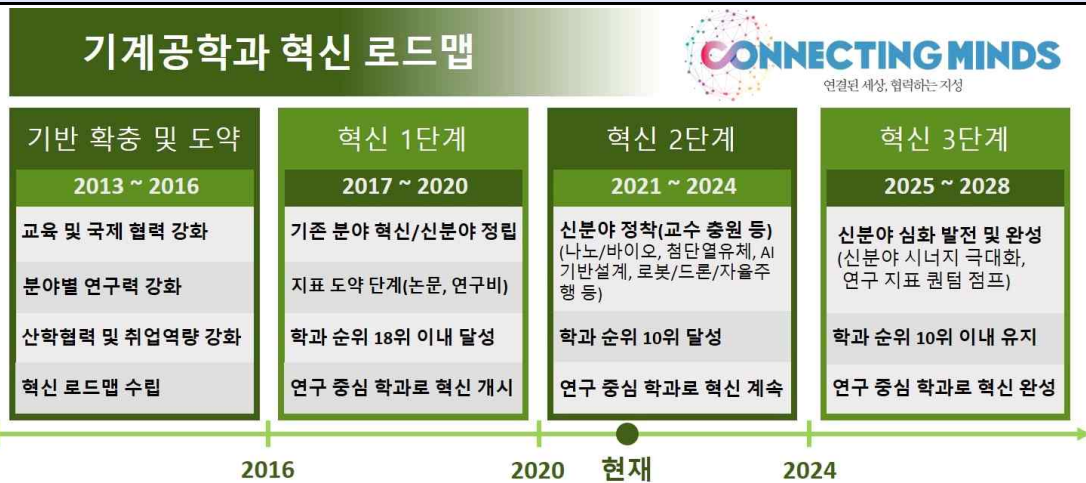 기계공학과 혁신 로드맵
CONNECTING MINDS
연결된 세상, 협력하는 지성
기반 확충 및 도약
2013 ~ 2016
교육 및 국제 협력 강화
분야별 연구력 강화
산학협력 및 취업역량 강화
혁신 로드맵 수립
혁신 1단계
2017 ~ 2020
기존 분야 혁신/신분야 정립
지표 도약 단계(논문, 연구비)
학과 순위 18위 이내 달성
연구 중심 학과로 혁신 개시
혁신 2단계
2021 ~ 2024
신분야 정착(교수 충원 등)
(나노/바이오, 첨단열유체, AI
기반설계, 로봇/드론/자율주
행 등)
학과 순위 10위 달성
연구 중심 학과로 혁신 계속
혁신 3단계
2025 ~ 2028
신분야 심화 발전 및 완성
(신분야 시너지 극대화,
연구 지표 퀀텀 점프)
학과 순위 10위 이내 유지
연구 중심 학과로 혁신 완성
2016
2020
현재
2024